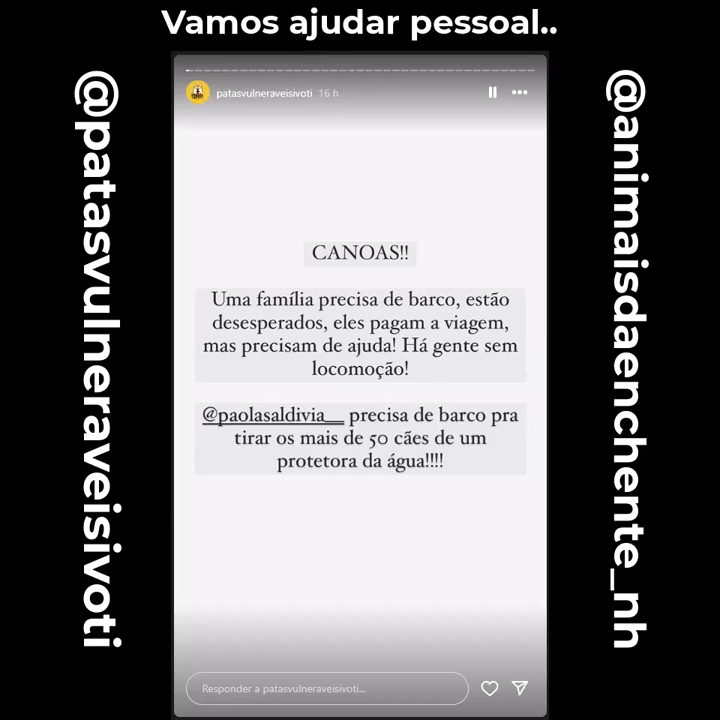 Vamos ajudar pessoal..
@patasvulneraveisivoti
patasvulneraveisivoti 16 h
CANOAS!!
Uma família precisa de barco, estão
desesperados, eles pagam a viagem,
mas precisam de ajuda! Há gente sem
locomoção!
@paolasaldivia__ precisa de barco pra
tirar os mais de 50 cães de um
protetora da água!!!!
Responder a patasvulneraveisivoti...
@animaisdaenchente_nh